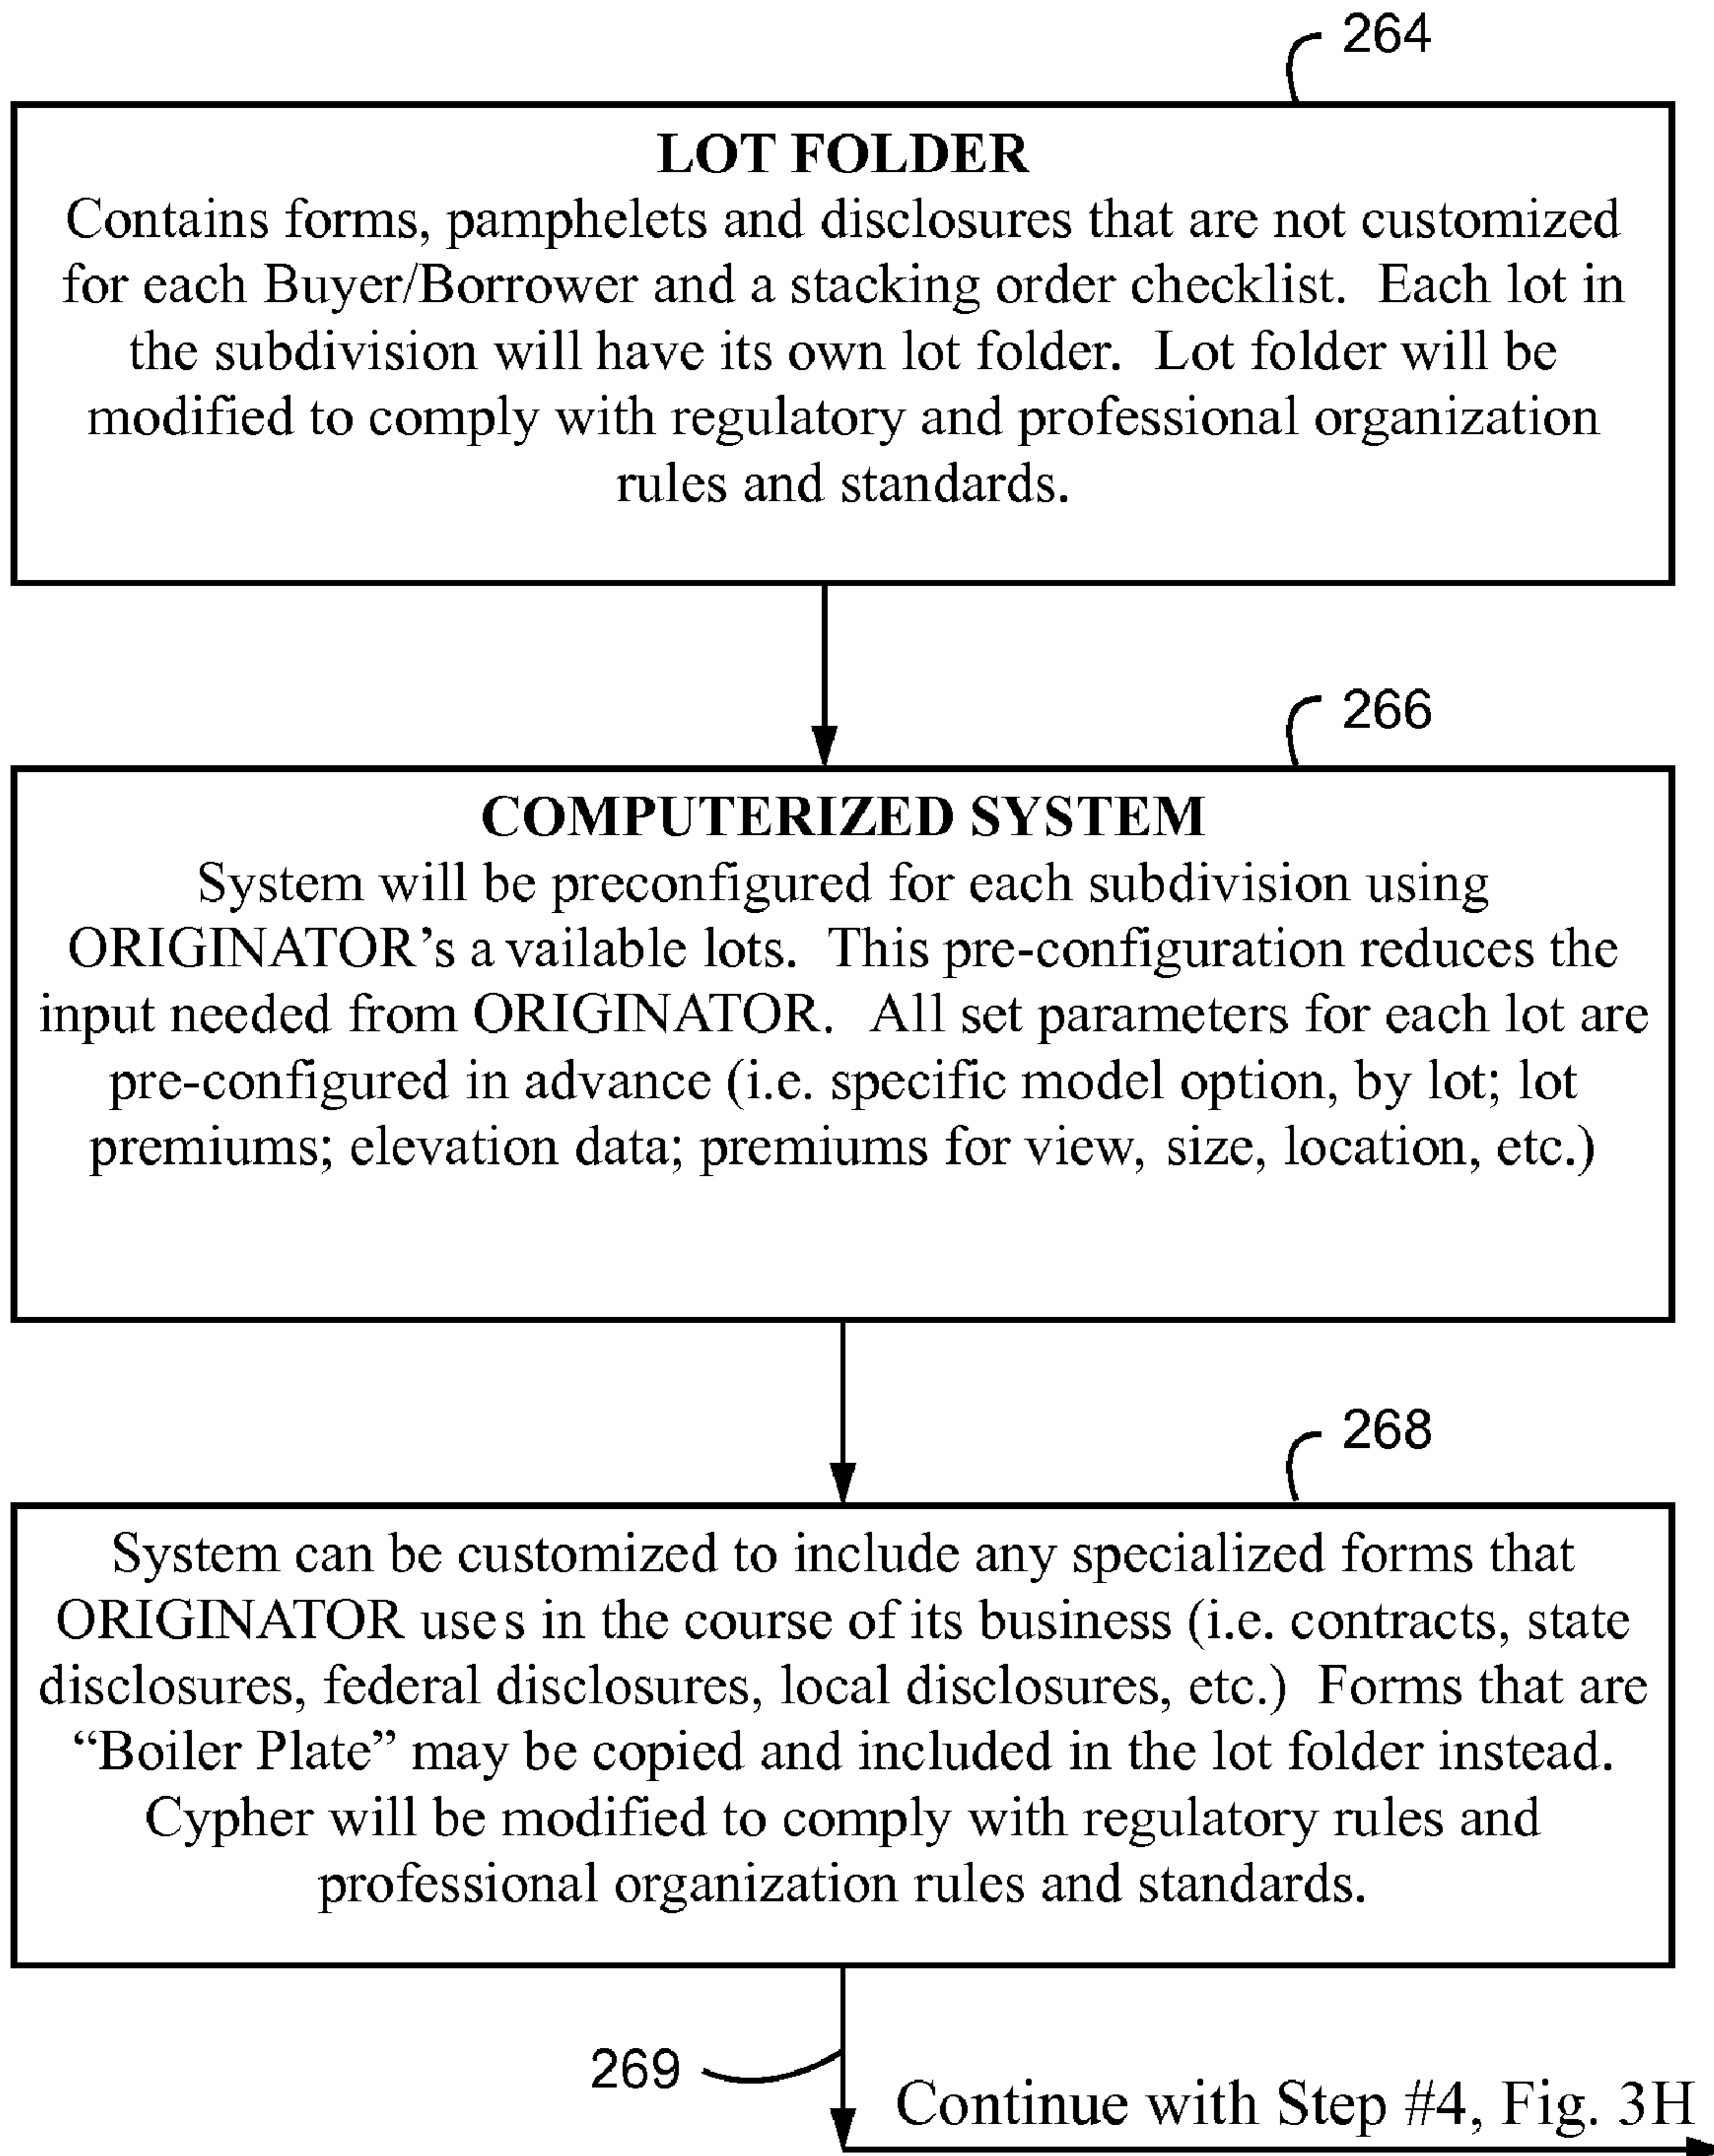 264
LOT FOLDER
Contains forms, pamphelets and disclosures that are not customized
for each Buyer/Borrower and a stacking order checklist. Each lot in
the subdivision will have its own lot folder. Lot folder will be
modified to comply with regulatory and professional organization
rules and standards.
266
COMPUTERIZED SYSTEM
System will be preconfigured for each subdivision using
ORIGINATOR’s a vailable lots. This pre-configuration reduces the
input needed from ORIGINATOR. All set parameters for each lot are
pre-configured in advance (i.e. specific model option, by lot; lot
premiums; elevation data; premiums for view, size, location, etc.)
268
System can be customized to include any specialized forms that
ORIGINATOR uses in the course of its business (i.e. contracts, state
disclosures, federal disclosures, local disclosures, etc.) Forms that are
“Boiler Plate” may be copied and included in the lot folder instead.
Cypher will be modified to comply with regulatory rules and
professional organization rules and standards.
269
Continue with Step #4, Fig. 3H